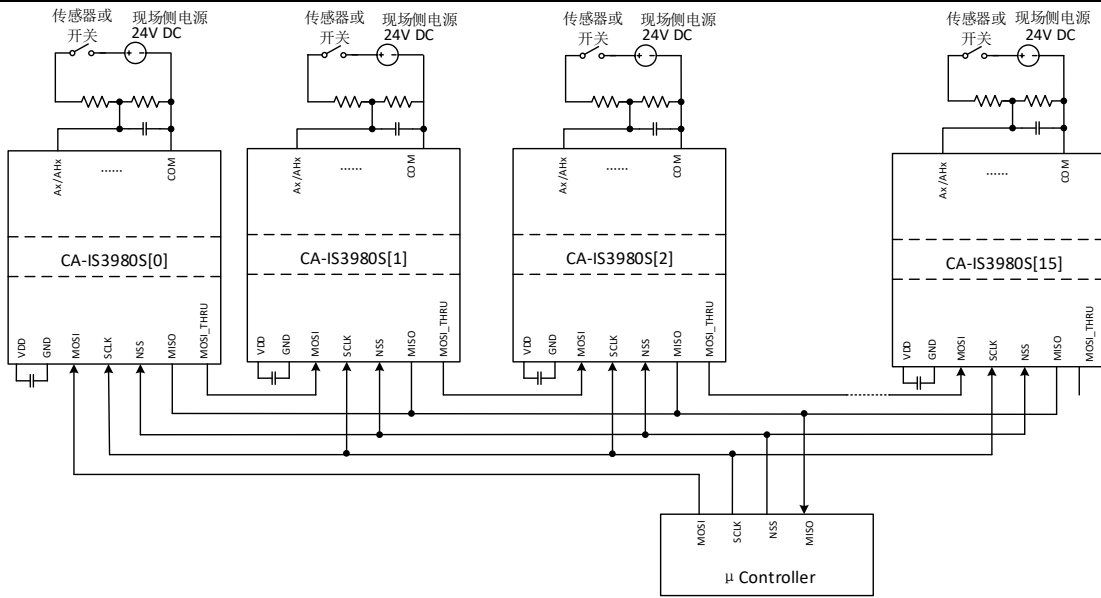 传感器或
开关
现场侧电源
24V DC
传感器或
开关
现场侧电源
24V DC
传感器或
开关
现场侧电源
24V DC
传感器或
开关
现场侧电源
24V DC
Ax/AHx
......
COM
Ax/AHx
......
COM
Ax/AHx
......
COM
Ax/AHx
......
COM
CA-IS3980S[0]
CA-IS3980S[1]
CA-IS3980S[2]
CA-IS3980S[15]
VDD
GND
MOSI
SCLK
NSS
MISO
MOSI_THRU
VDD
GND
MOSI
SCLK
NSS
MISO
MOSI_THRU
VDD
GND
MOSI
SCLK
NSS
MISO
MOSI_THRU
VDD
GND
MOSI
SCLK
NSS
MISO
MOSI_THRU
MOSI
SCLK
NSS
MISO
μ Controller